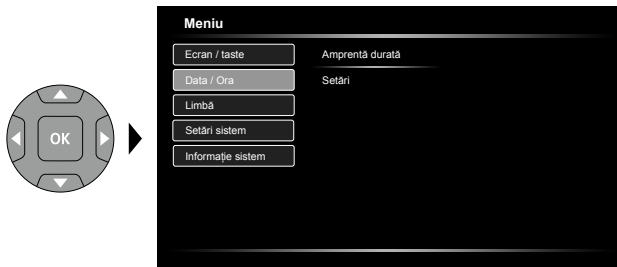 Meniu
Ecran / taste
Amprentă durată
Data / Ora
Setări
Limbă
Setări sistem
Informație sistem
OK